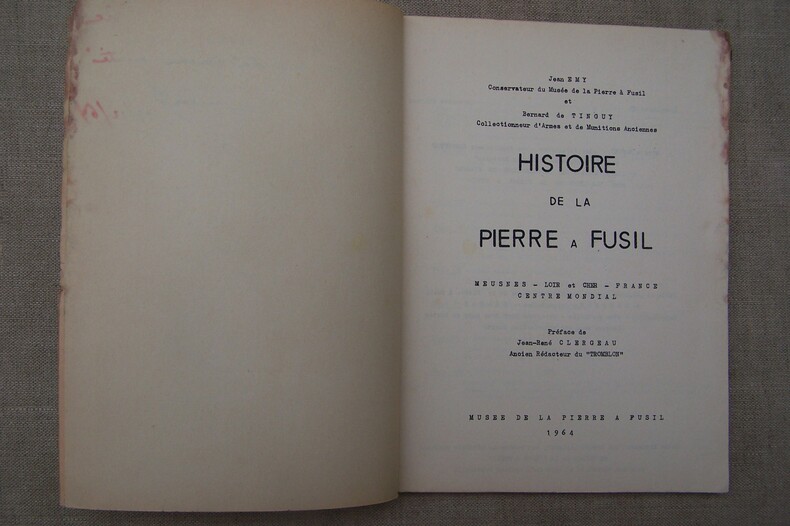 Jean EMY
Conservateur du Musée de la Pierre à Fusil
et
Bernard de TINGUY
Collectionneur d'Armes et de Munitions Anciennes
HISTOIRE
DE LA
PIERRE A FUSIL
MEUSNES - LOIR et CHER - FRANCE
CENTRE MONDIAL
Préface de
Jean-René CLERGEAU
Ancien Rédacteur du "TROMBLON"
MUSEE DE LA PIERRE A FUSIL
1964